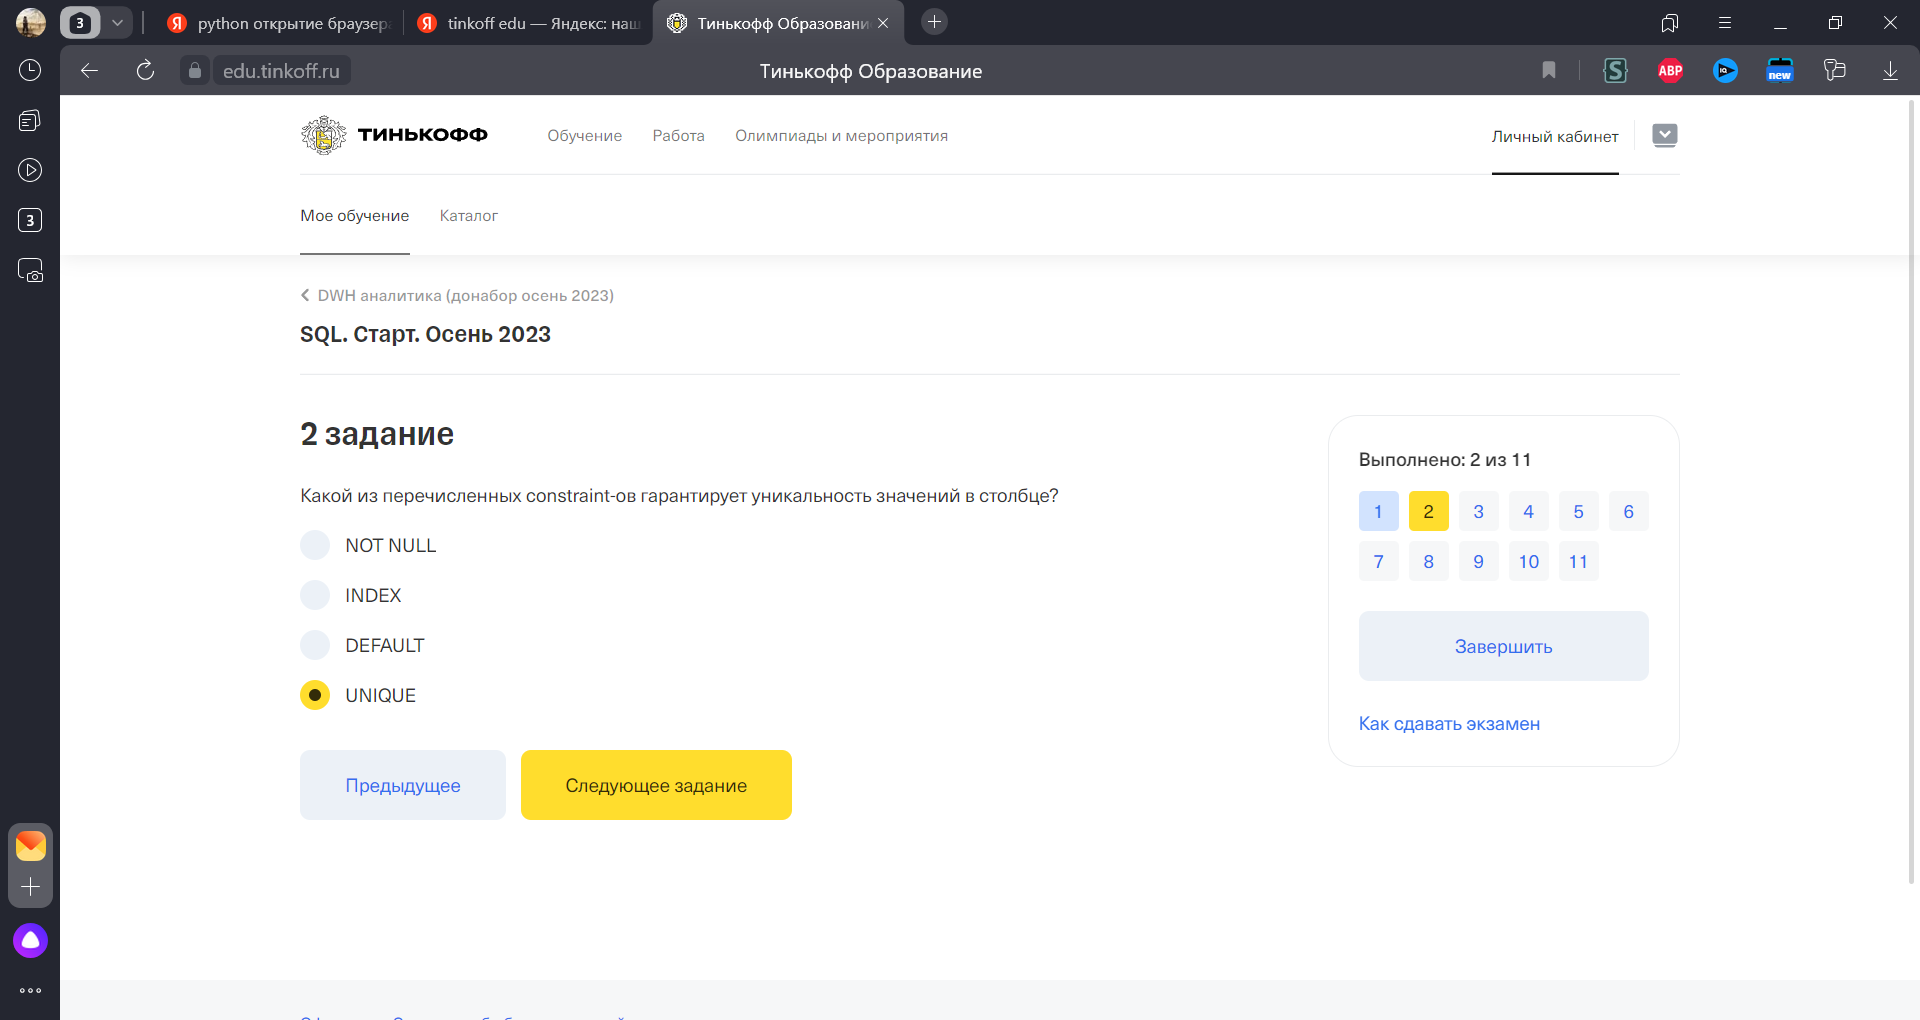 3
python открытие браузер
tinkoff edu — Яндекс: наш
Тинькофф Образовани
edu.tinkoff.ru
Тинькофф Образование
S
ABP
IQ
new
3
ТИНЬКОФФ
Обучение
Работа
Олимпиады и мероприятия
Личный кабинет
Мое обучение
Каталог
DWH аналитика (донабор осень 2023)
SQL. Старт. Осень 2023
2 задание
Какой из перечисленных constraint-ов гарантирует уникальность значений в столбце?
NOT NULL
INDEX
DEFAULT
UNIQUE
Предыдущее
Следующее задание
Выполнено: 2 из 11
1 2 3 4 5 6
7 8 9 10 11
Завершить
Как сдавать экзамен